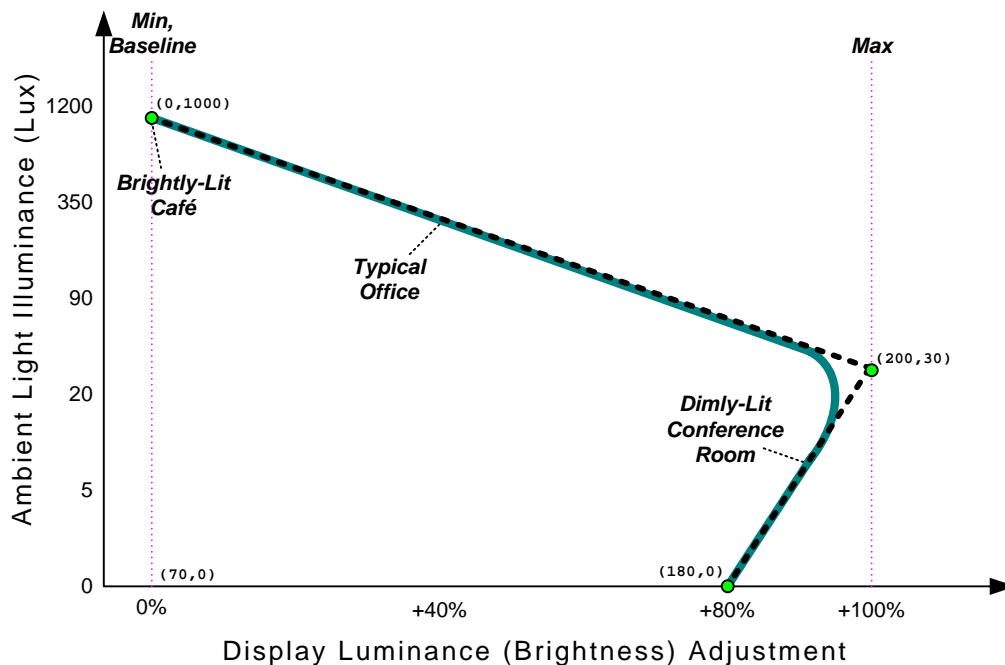 Min,
Baseline
Max
Ambient Light Illuminance (Lux)
1200
(0,1000)
Brightly-Lit
Café
350
Typical
Office
90
(200,30)
20
Dimly-Lit
Conference
Room
5
(70,0)
(180,0)
0
0%
+40%
+80%
+100%
Display Luminance (Brightness) Adjustment